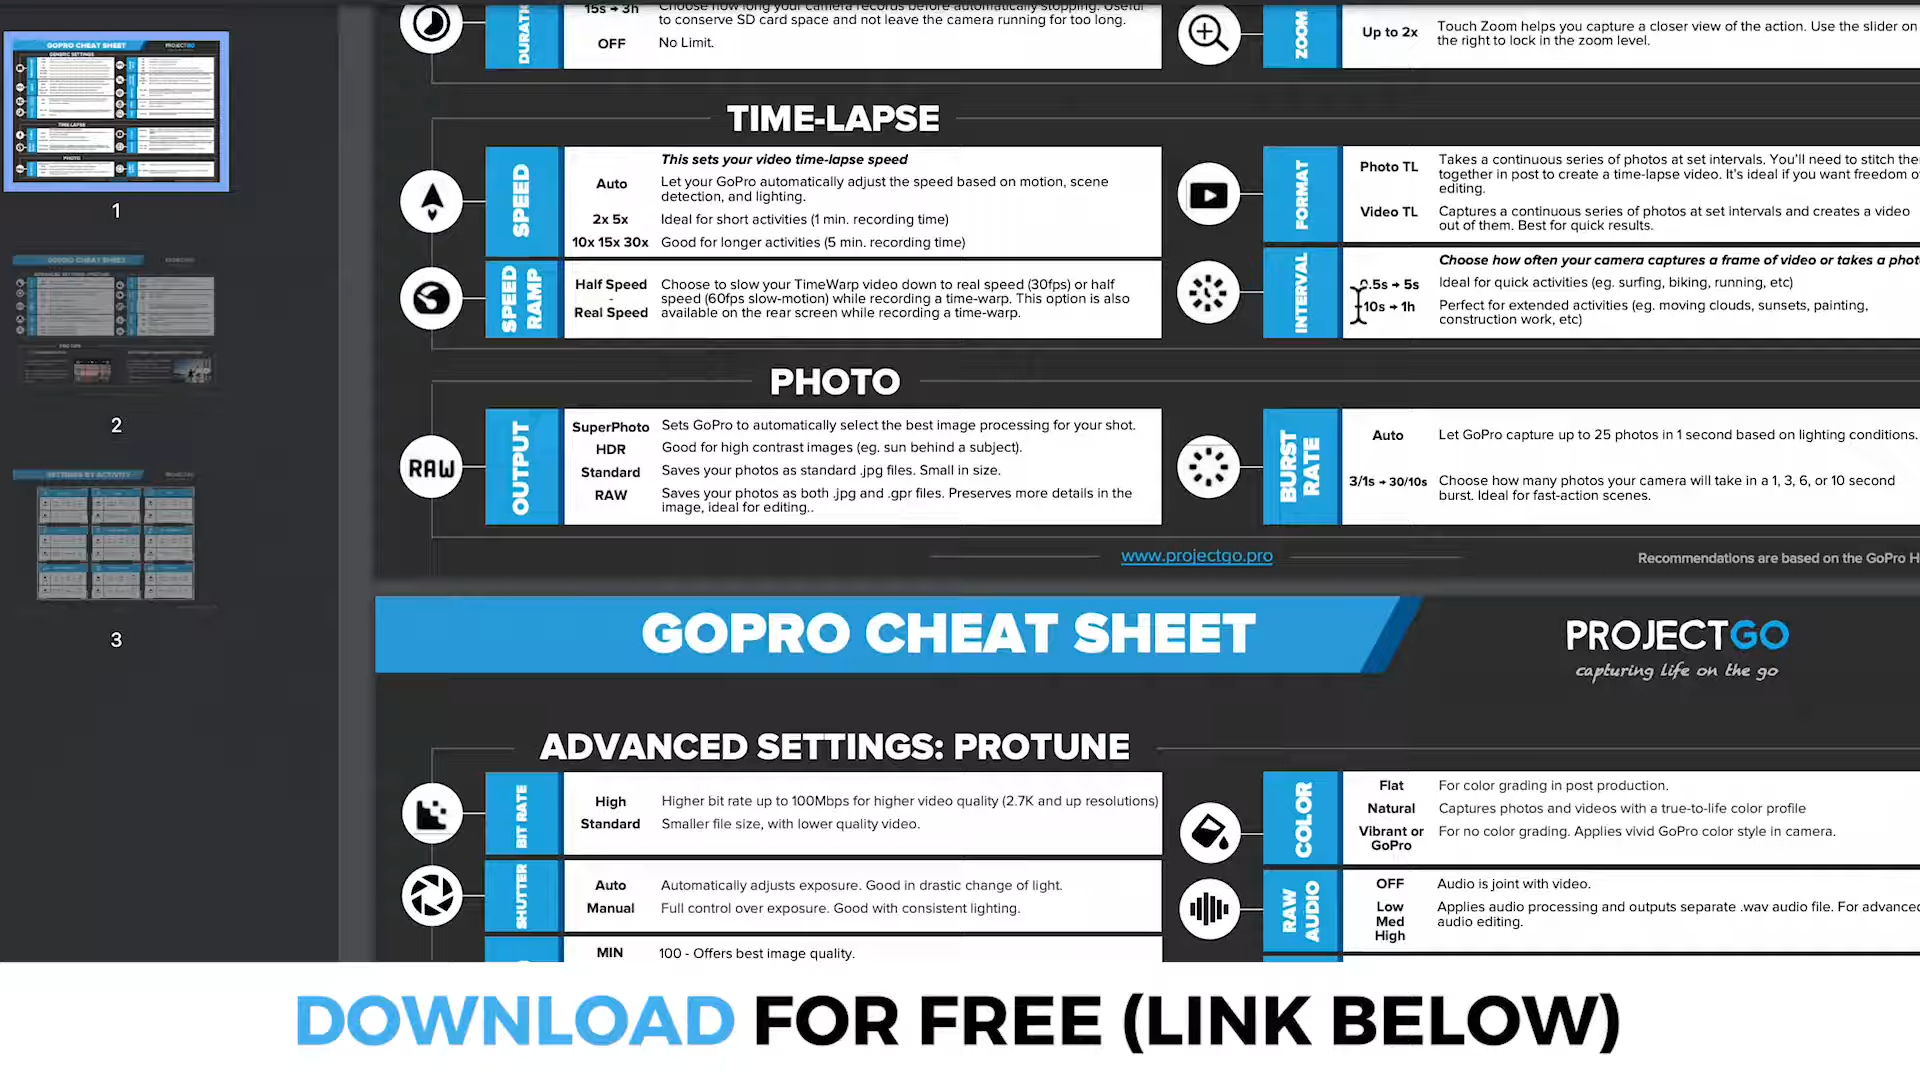 15s → 3h
Choose how long your camera records before automatically stopping. Useful
to conserve SD card space and not leave the camera running for too long.
OFF
No Limit.
ZOOM
Up to 2x
Touch Zoom helps you capture a closer view of the action. Use the slider on
the right to lock in the zoom level.
TIME-LAPSE
SPEED
This sets your video time-lapse speed
Auto
Let your GoPro automatically adjust the speed based on motion, scene
detection, and lighting.
2x 5x
Ideal for short activities (1 min. recording time)
10x 15x 30x
Good for longer activities (5 min. recording time)
FORMAT
Photo TL
Takes a continuous series of photos at set intervals. You'll need to stitch
together in post to create a time-lapse video. It's ideal if you want freedom
editing.
Video TL
Captures a continuous series of photos at set intervals and creates a video
out of them. Best for quick results.
SPEED
RAMP
Half Speed
-
Real Speed
Choose to slow your TimeWarp video down to real speed (30fps) or half
speed (60fps slow-motion) while recording a time-warp. This option is also
available on the rear screen while recording a time-warp.
INTERVAL
Choose how often your camera captures a frame of video or takes a
0.5s → 5s
Ideal for quick activities (eg. surfing, biking, running, etc)
10s → 1h
Perfect for extended activities (eg. moving clouds, sunsets, painting,
construction work, etc)
PHOTO
RAW
OUTPUT
SuperPhoto
Sets GoPro to automatically select the best image processing for your shot.
HDR
Good for high contrast images (eg. sun behind a subject).
Standard
Saves your photos as standard .jpg files. Small in size.
RAW
Saves your photos as both .jpg and .gpr files. Preserves more details in the
image, ideal for editing..
BURST
RATE
Auto
Let GoPro capture up to 25 photos in 1 second based on lighting conditions.
3/1s → 30/10s
Choose how many photos your camera will take in a 1, 3, 6, or 10 second
burst. Ideal for fast-action scenes.
www.projectgo.pro
Recommendations are based on the GoPro H
GOPRO CHEAT SHEET
PROJECTGO
capturing life on the go
ADVANCED SETTINGS: PROTUNE
BIT RATE
High
Higher bit rate up to 100Mbps for higher video quality (2.7K and up resolutions)
Standard
Smaller file size, with lower quality video.
COLOR
Flat
For color grading in post production.
Natural
Captures photos and videos with a true-to-life color profile
Vibrant or
GoPro
For no color grading. Applies vivid GoPro color style in camera.
SHUTTER
Auto
Automatically adjusts exposure. Good in drastic change of light.
Manual
Full control over exposure. Good with consistent lighting.
RAW
AUDIO
OFF
Audio is joint with video.
Low
Med
High
Applies audio processing and outputs separate .wav audio file. For advanced
audio editing.
MIN
100 - Offers best image quality.
GOPRO CHEAT SHEET
1
GOPRO CHEAT SHEET
2
SETTINGS BY ACTIVITY
3
DOWNLOAD FOR FREE (LINK BELOW)